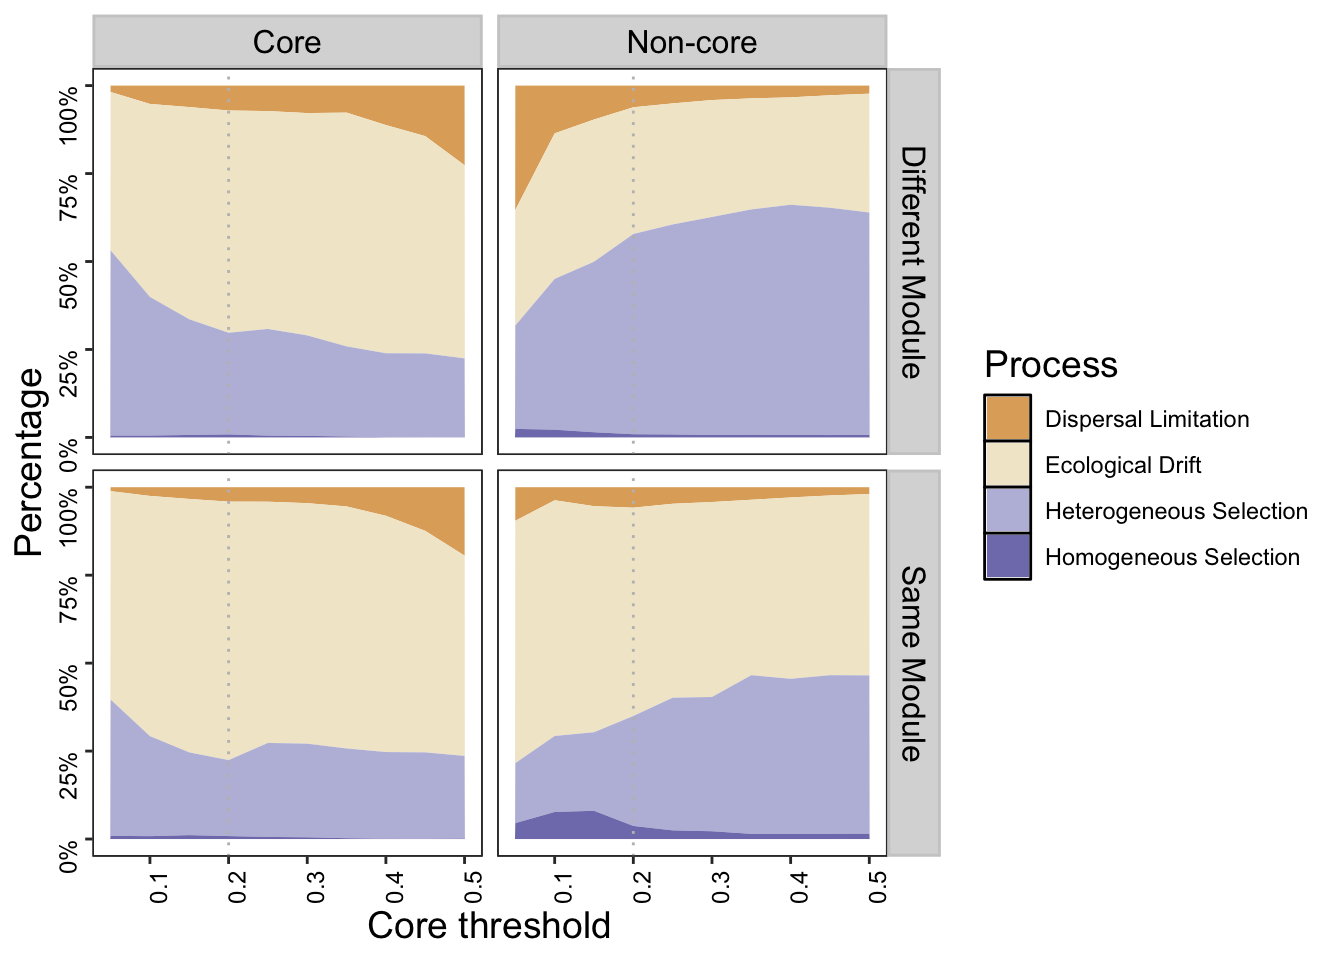 Core
Non-core
100%
75%
50%
25%
0%
Different Module
100%
75%
50%
25%
0%
Same Module
Percentage
0.1
0.2
0.3
0.4
0.5
0.1
0.2
0.3
0.4
0.5
Core threshold
Process
Dispersal Limitation
Ecological Drift
Heterogeneous Selection
Homogeneous Selection